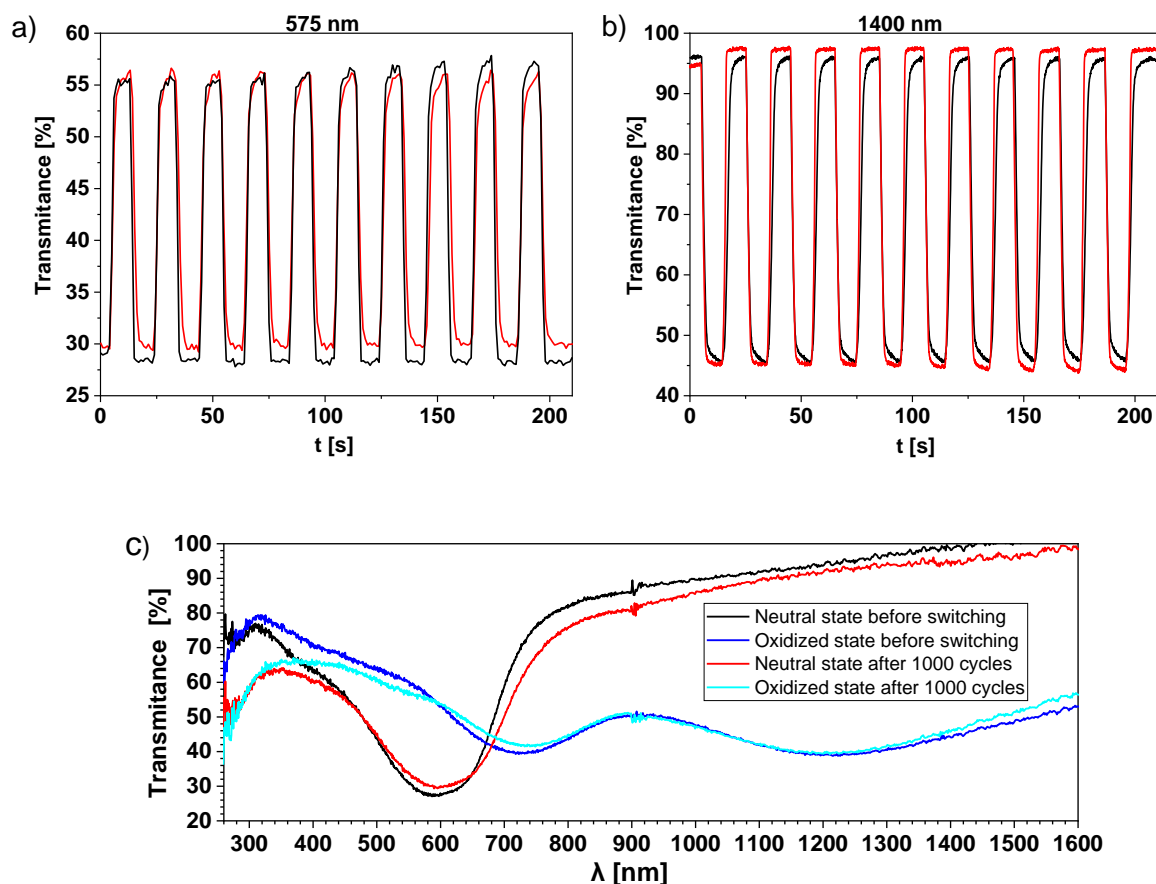 a)
575 nm
60
55
50
45
40
35
30
25
Transmitance [%]
0 50 100 150 200
t [s]
b)
1400 nm
100
90
80
70
60
50
40
Transmitance [%]
0 50 100 150 200
t [s]
c)
100
90
80
70
60
50
40
30
20
Transmitance [%]
Neutral state before switching
Oxidized state before switching
Neutral state after 1000 cycles
Oxidized state after 1000 cycles
300 400 500 600 700 800 900 1000 1100 1200 1300 1400 1500 1600
λ [nm]